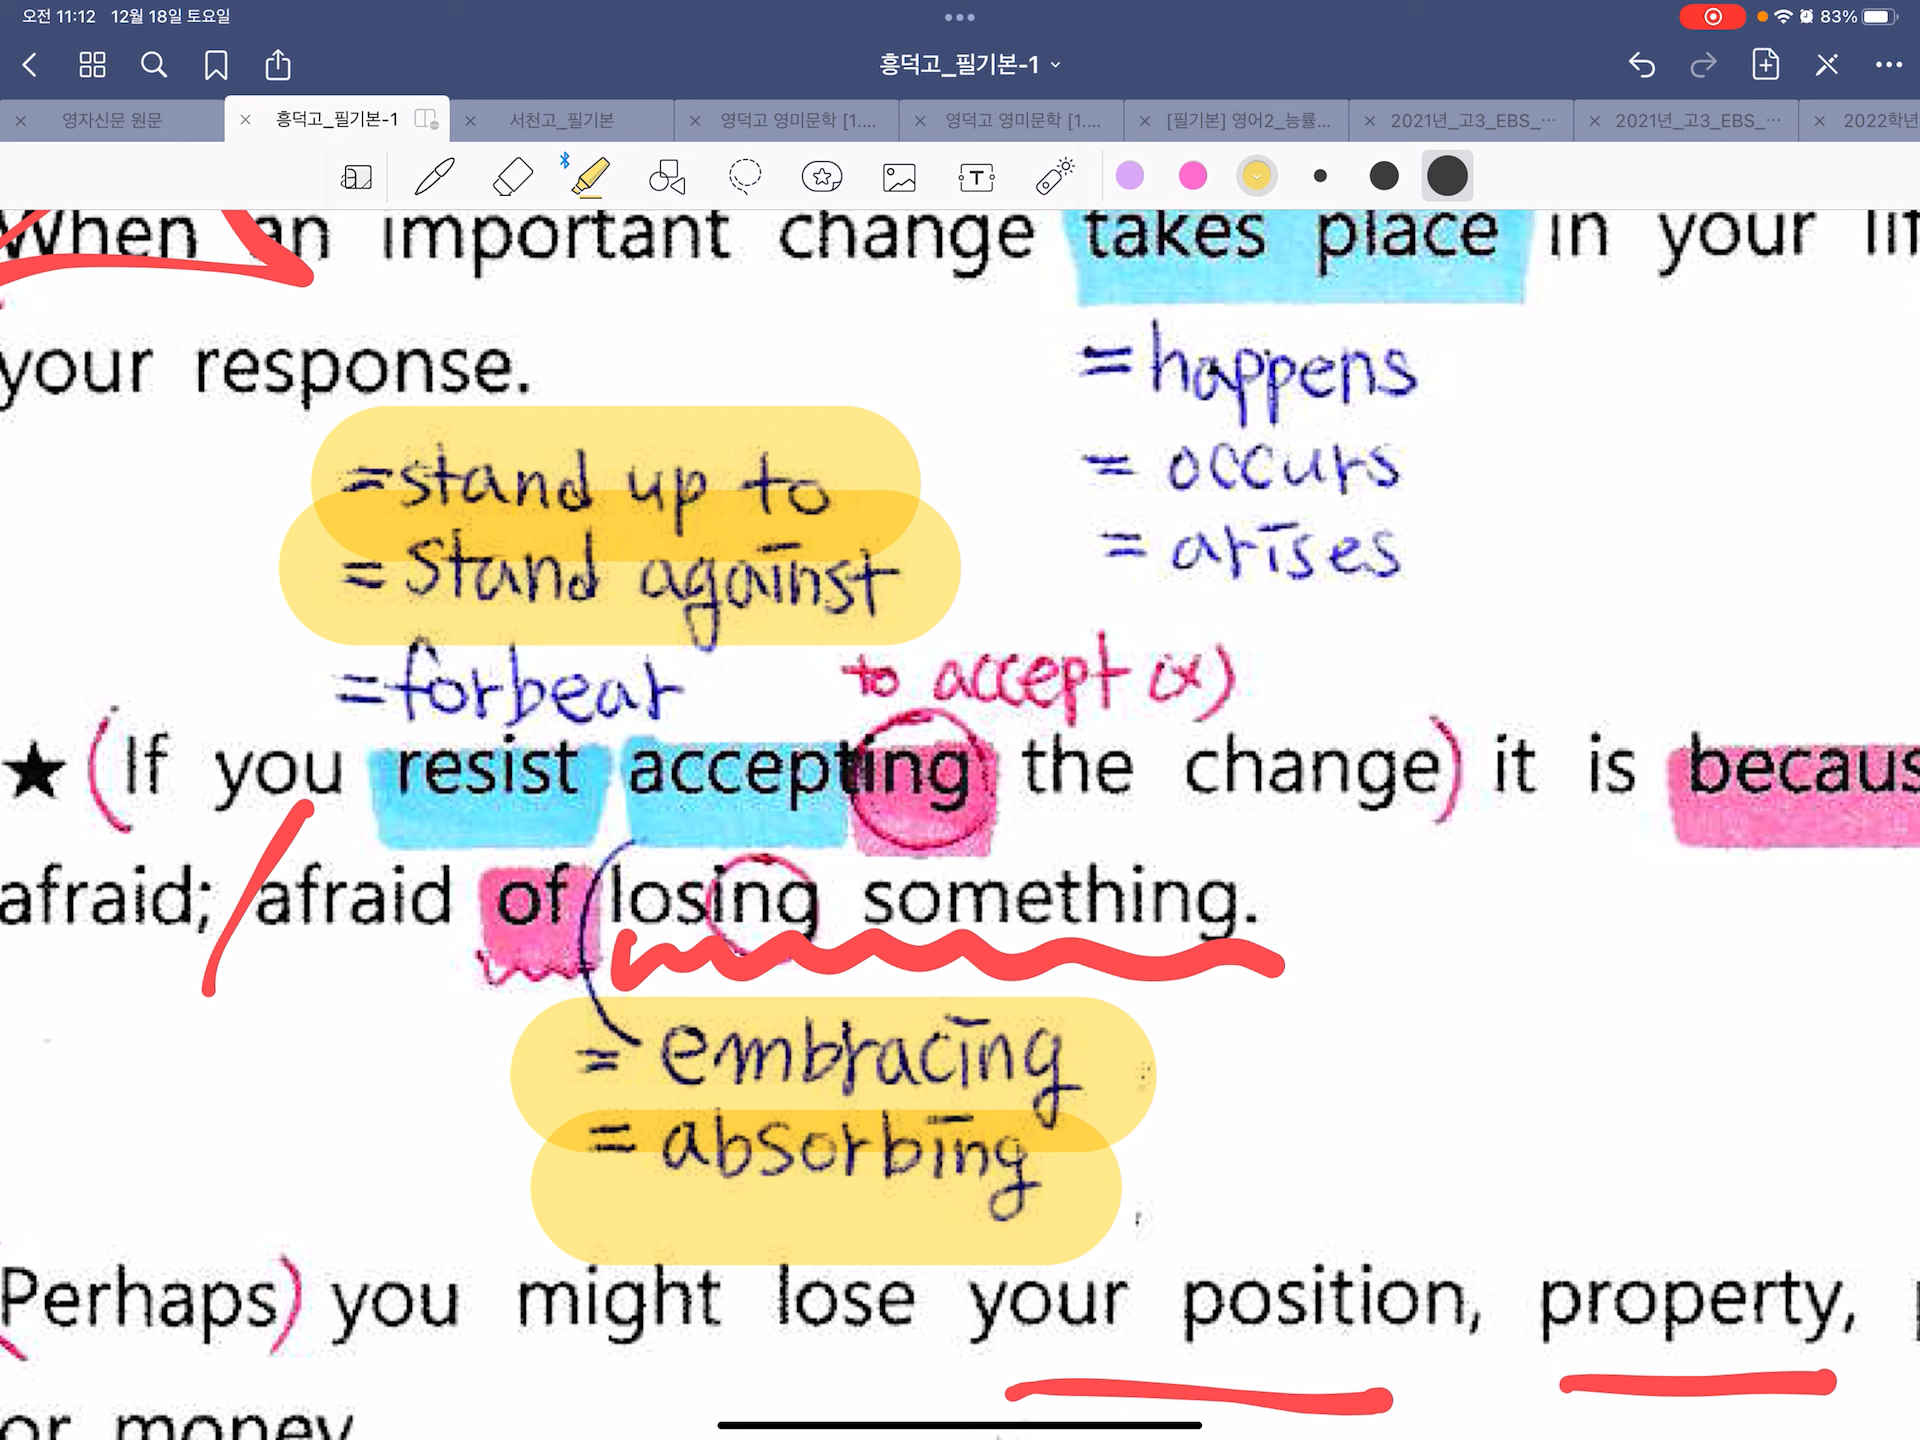 오전 11:12 12월 18일 토요일 83%
흥덕고_필기본-1
영자신문 원문 흥덕고_필기본-1 서천고_필기본 영덕고 영미문학 [1.... 영덕고 영미문학 [1.... [필기본] 영어2_능률... 2021년_고3_EBS_... 2021년_고3_EBS_... 2022학년
When an important change takes place in your lif
your response.
= happens
= stand up to
= occurs
= stand against
= arises
= forbear
to accept (x)
★ (If you resist accepting the change) it is becaus
afraid; afraid of losing something.
= embracing
= absorbing
(Perhaps) you might lose your position, property,
or money